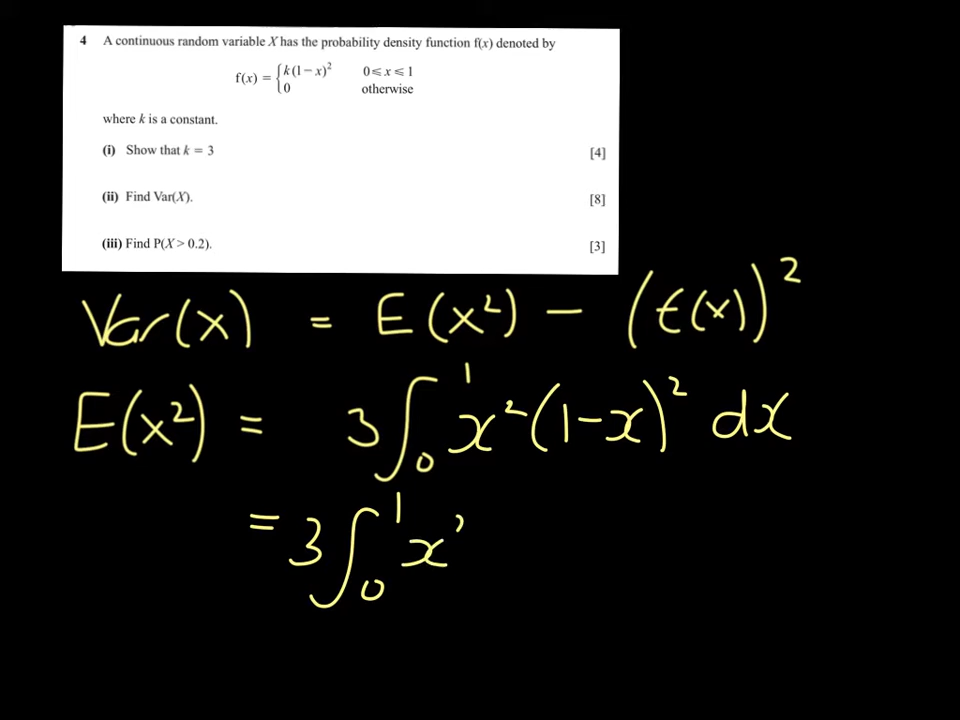 4 A continuous random variable X has the probability density function f(x) denoted by
f(x) = { k(1 − x)² 0 ⩽ x ⩽ 1
0 otherwise
where k is a constant.
(i) Show that k = 3 [4]
(ii) Find Var(X). [8]
(iii) Find P(X > 0.2). [3]
Var(x) = E(x²) − (E(x))²
E(x²) = 3∫₀¹ x²(1−x)² dx
= 3∫₀¹ x²